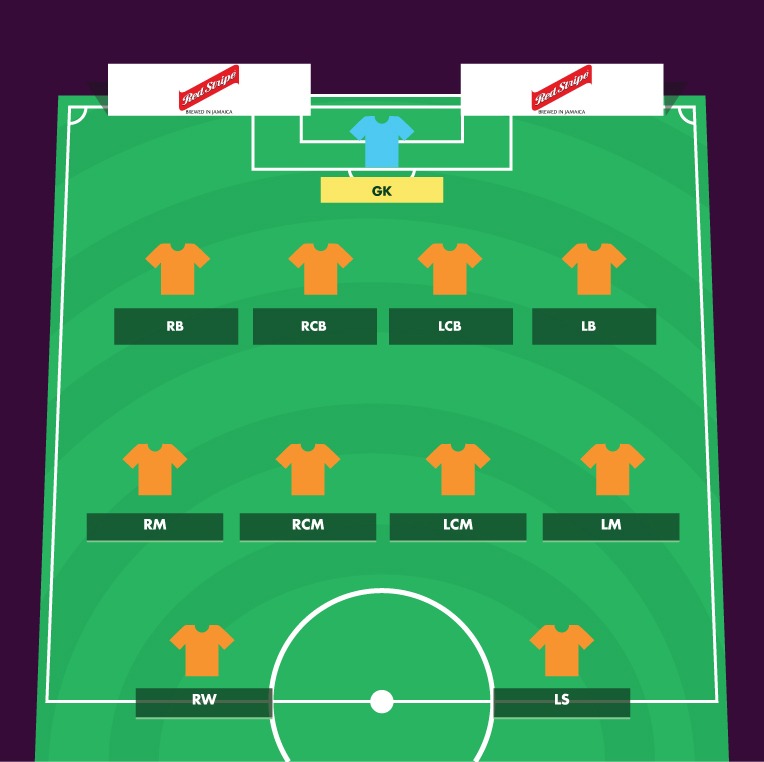 Red Stripe
Red Stripe
BREWED IN JAMAICA
BREWED IN JAMAICA
GK
RB
RCB
LCB
LB
RM
RCM
LCM
LM
RW
LS